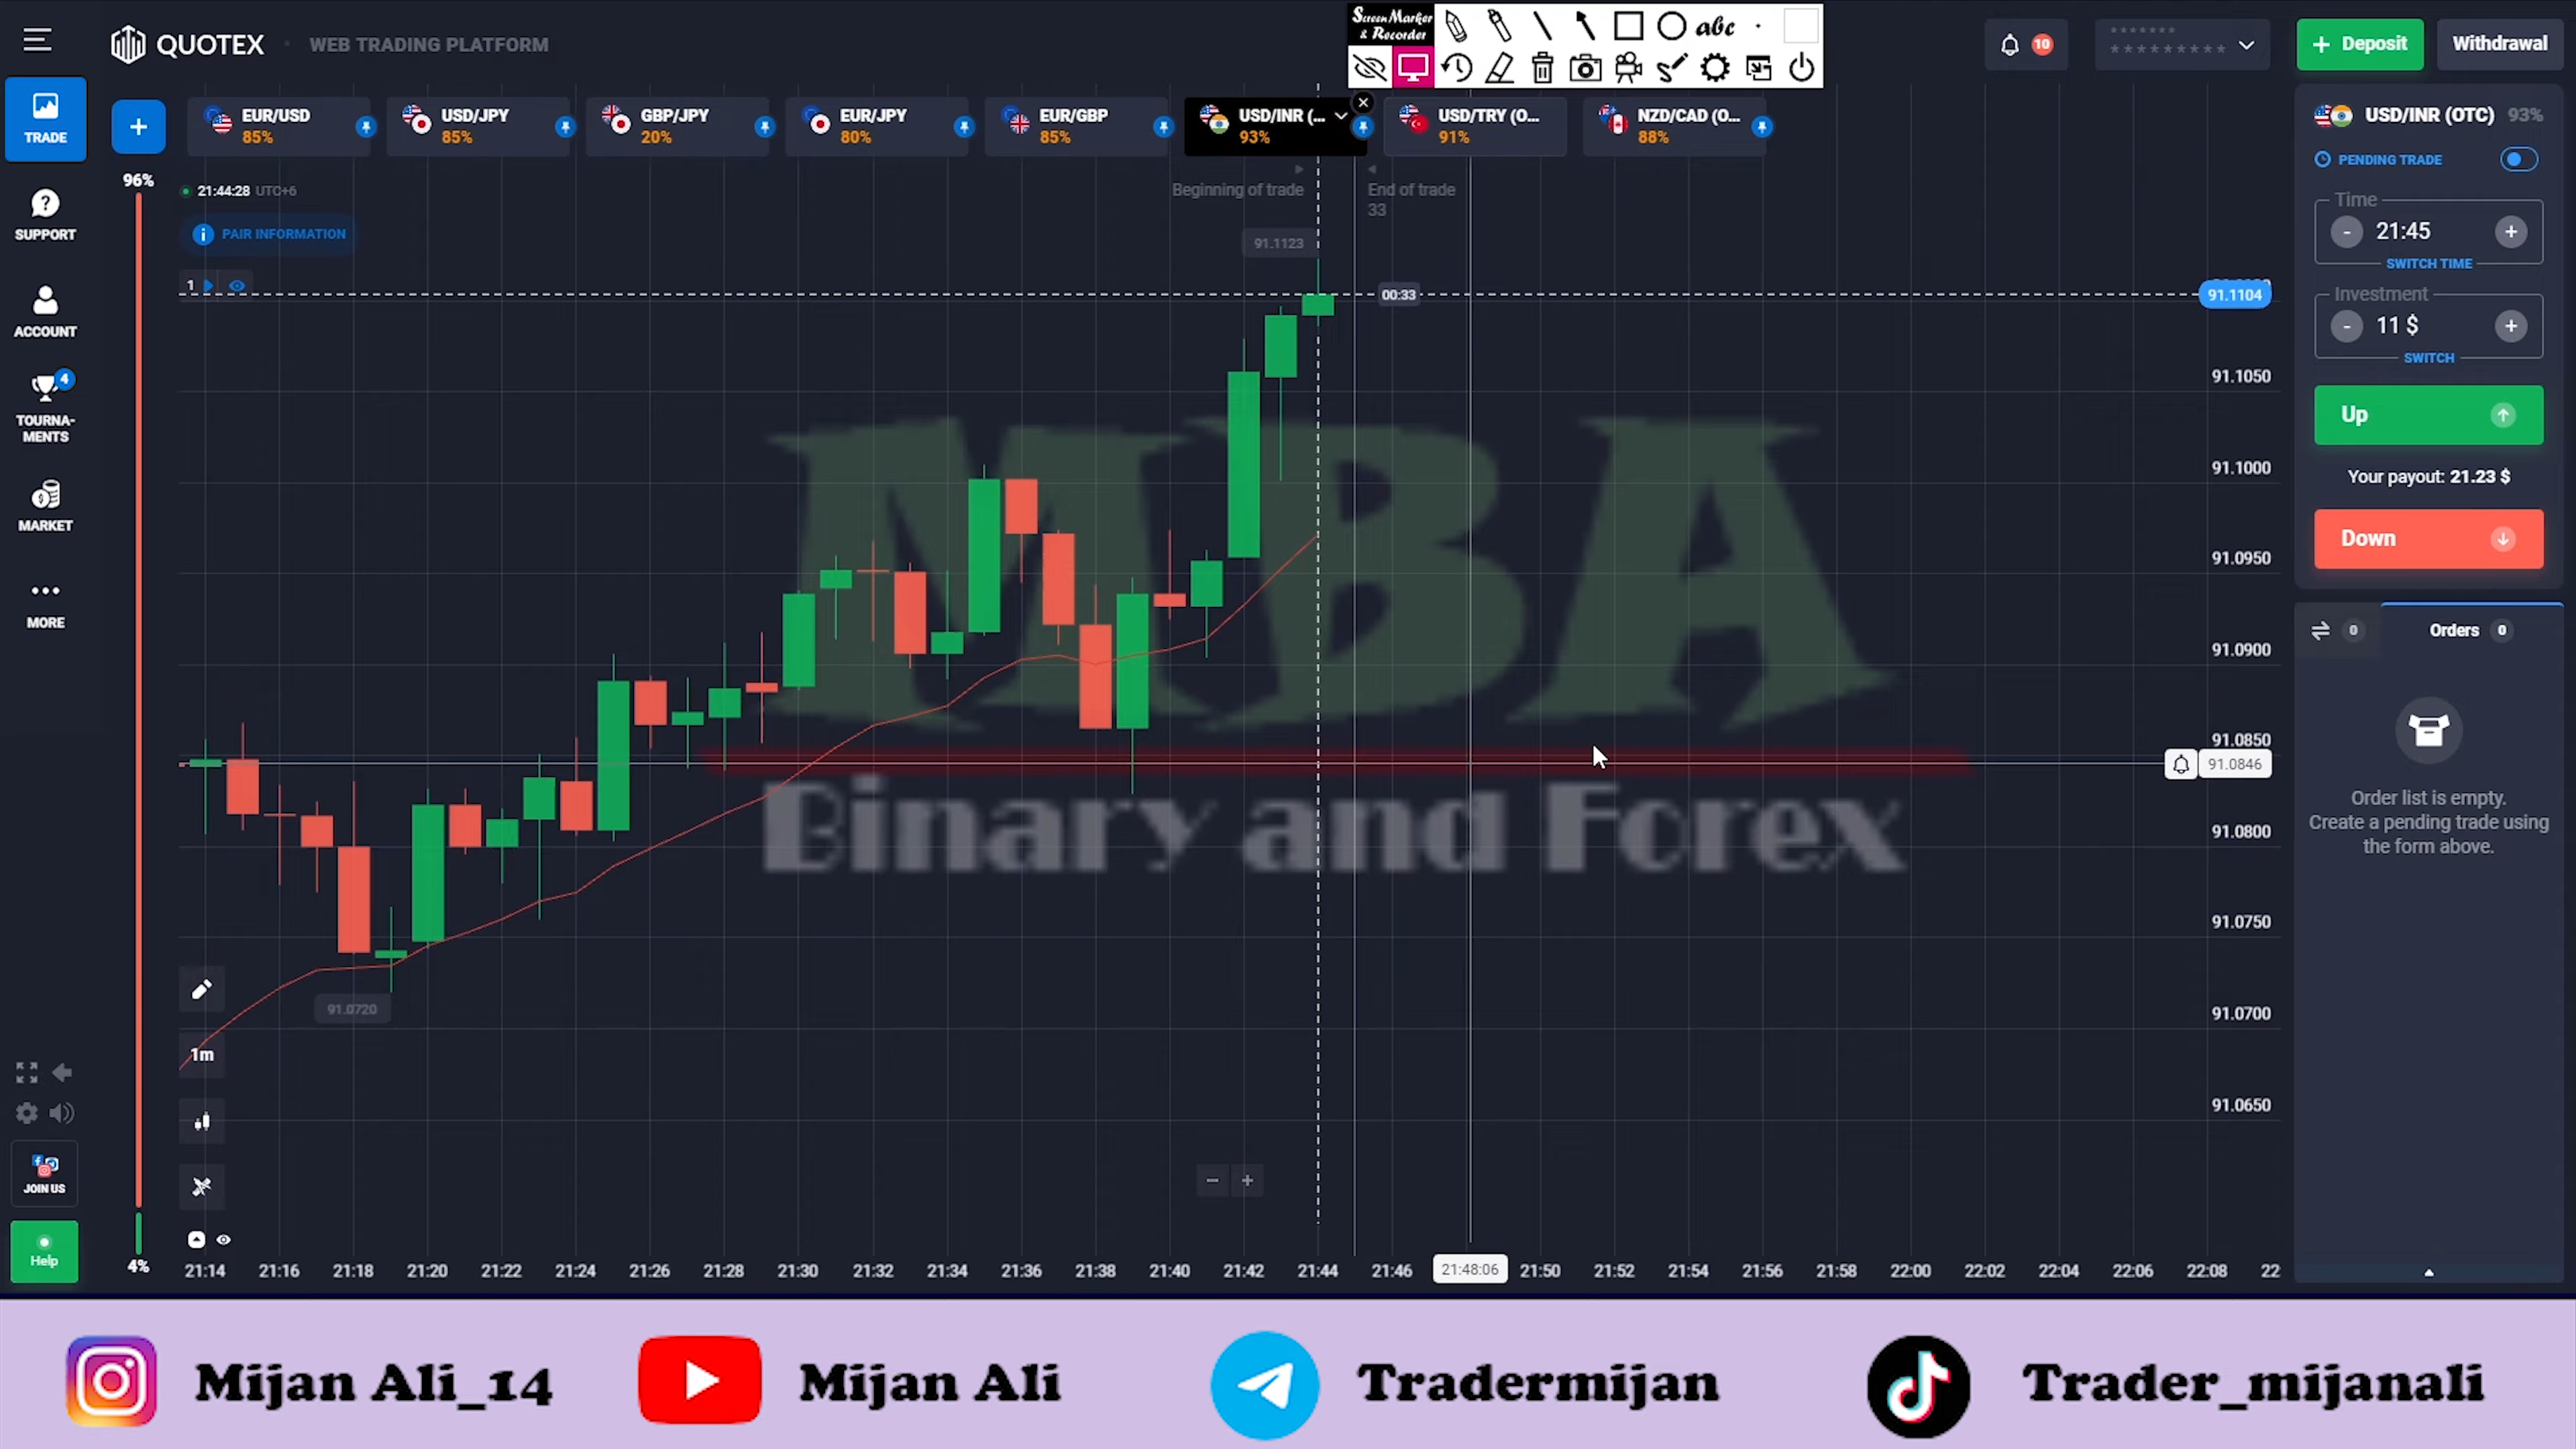 QUOTEX
WEB TRADING PLATFORM
Screen Marker
& Recorder
abc
10
*******
*********
Deposit
Withdrawal
TRADE
EUR/USD
85%
USD/JPY
85%
GBP/JPY
20%
EUR/JPY
80%
EUR/GBP
85%
USD/INR (...
93%
USD/TRY (O...
91%
NZD/CAD (O...
88%
USD/INR (OTC) 93%
PENDING TRADE
96%
21:44:28 UTC+6
Beginning of trade
End of trade
33
SUPPORT
PAIR INFORMATION
91.1123
Time
- 21:45 +
SWITCH TIME
1
00:33
91.1104
Investment
- 11 $ +
SWITCH
ACCOUNT
4
TOURNA-
MENTS
91.1050
Up
91.1000
Your payout: 21.23 $
MARKET
Down
91.0950
MORE
MBA
91.0900
0
Orders 0
91.0850
91.0846
Binary and Forex
Order list is empty.
Create a pending trade using
the form above.
91.0800
91.0750
91.0720
91.0700
1m
91.0650
JOIN US
Help
4%
21:14 21:16 21:18 21:20 21:22 21:24 21:26 21:28 21:30 21:32 21:34 21:36 21:38 21:40 21:42 21:44 21:46 21:48:06 21:50 21:52 21:54 21:56 21:58 22:00 22:02 22:04 22:06 22:08 22
Mijan Ali_14
Mijan Ali
Tradermijan
Trader_mijanali